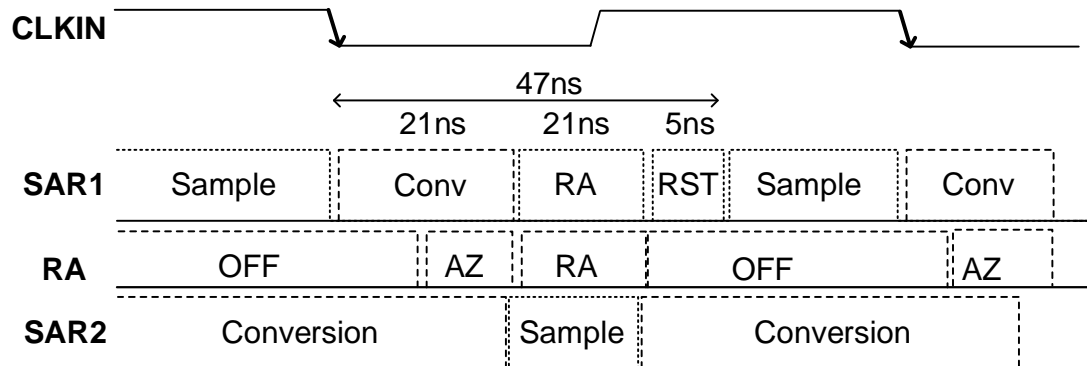 CLKIN
47ns
21ns 21ns 5ns
SAR1 Sample Conv RA RST Sample Conv
RA OFF AZ RA OFF AZ
SAR2 Conversion Sample Conversion